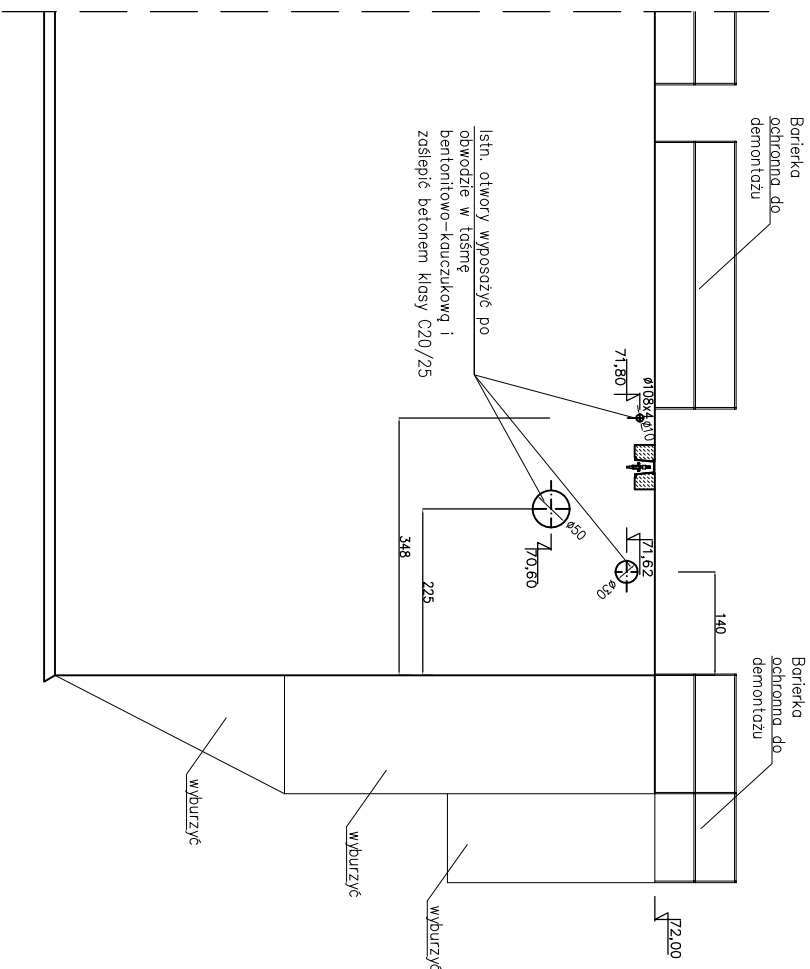 Barierka
ochronna do
demontażu
Barierka
ochronna do
demontażu
72,00
140
71,80
ø108x4
ø10
71,62
ø30
ø50
70,60
225
348
Istn. otwory wyposażyć po
obwodzie w taśmę
bentonitowo-kauczukową i
zaślepić betonem klasy C20/25
wyburzyć
wyburzyć
wyburzyć